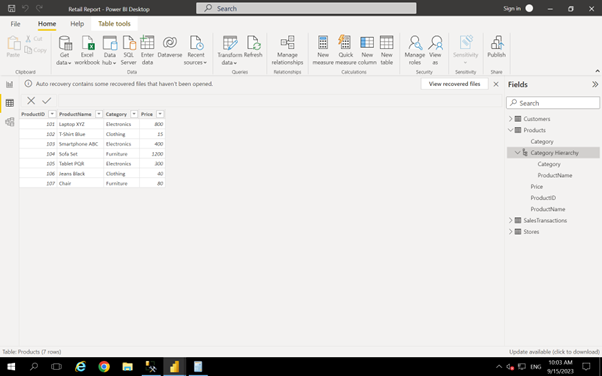 Retail Report - Power BI Desktop
Search
Sign in
File Home Help Table tools
Paste
Cut
Copy
Get data
Excel workbook
Data hub
SQL Server
Enter data
Dataverse
Recent sources
Transform data
Refresh
Manage relationships
New measure
Quick measure
New column
New table
Manage roles
View as
Sensitivity
Publish
Clipboard Data Queries Relationships Calculations Security Sensitivity Share
Auto recovery contains some recovered files that haven't been opened.
View recovered files
ProductID ProductName Category Price
101 Laptop XYZ Electronics 800
102 T-Shirt Blue Clothing 15
103 Smartphone ABC Electronics 400
104 Sofa Set Furniture 1200
105 Tablet PQR Electronics 300
106 Jeans Black Clothing 40
107 Chair Furniture 80
Fields
Search
Customers
Products
Category
Category Hierarchy
Category
ProductName
Price
ProductID
ProductName
SalesTransactions
Stores
Table: Products (7 rows)
Update available (click to download)
ENG
10:03 AM
9/15/2023